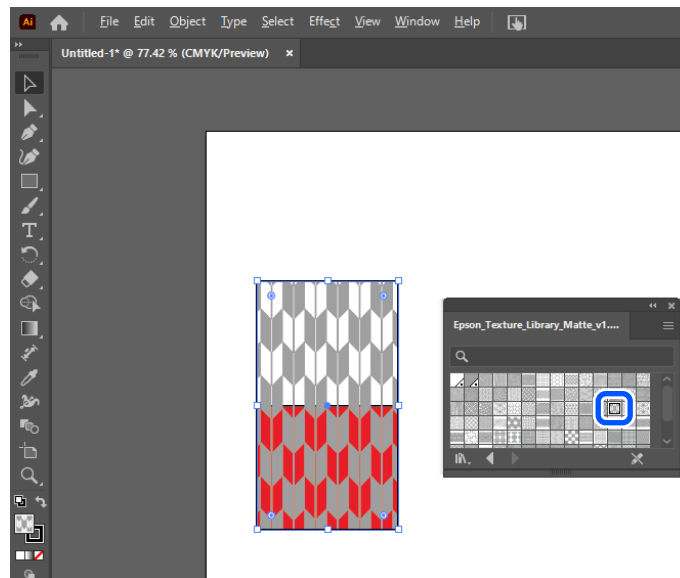 Ai File Edit Object Type Select Effect View Window Help
Untitled-1* @ 77.42 % (CMYK/Preview) ×
Epson_Texture_Library_Matte_v1....